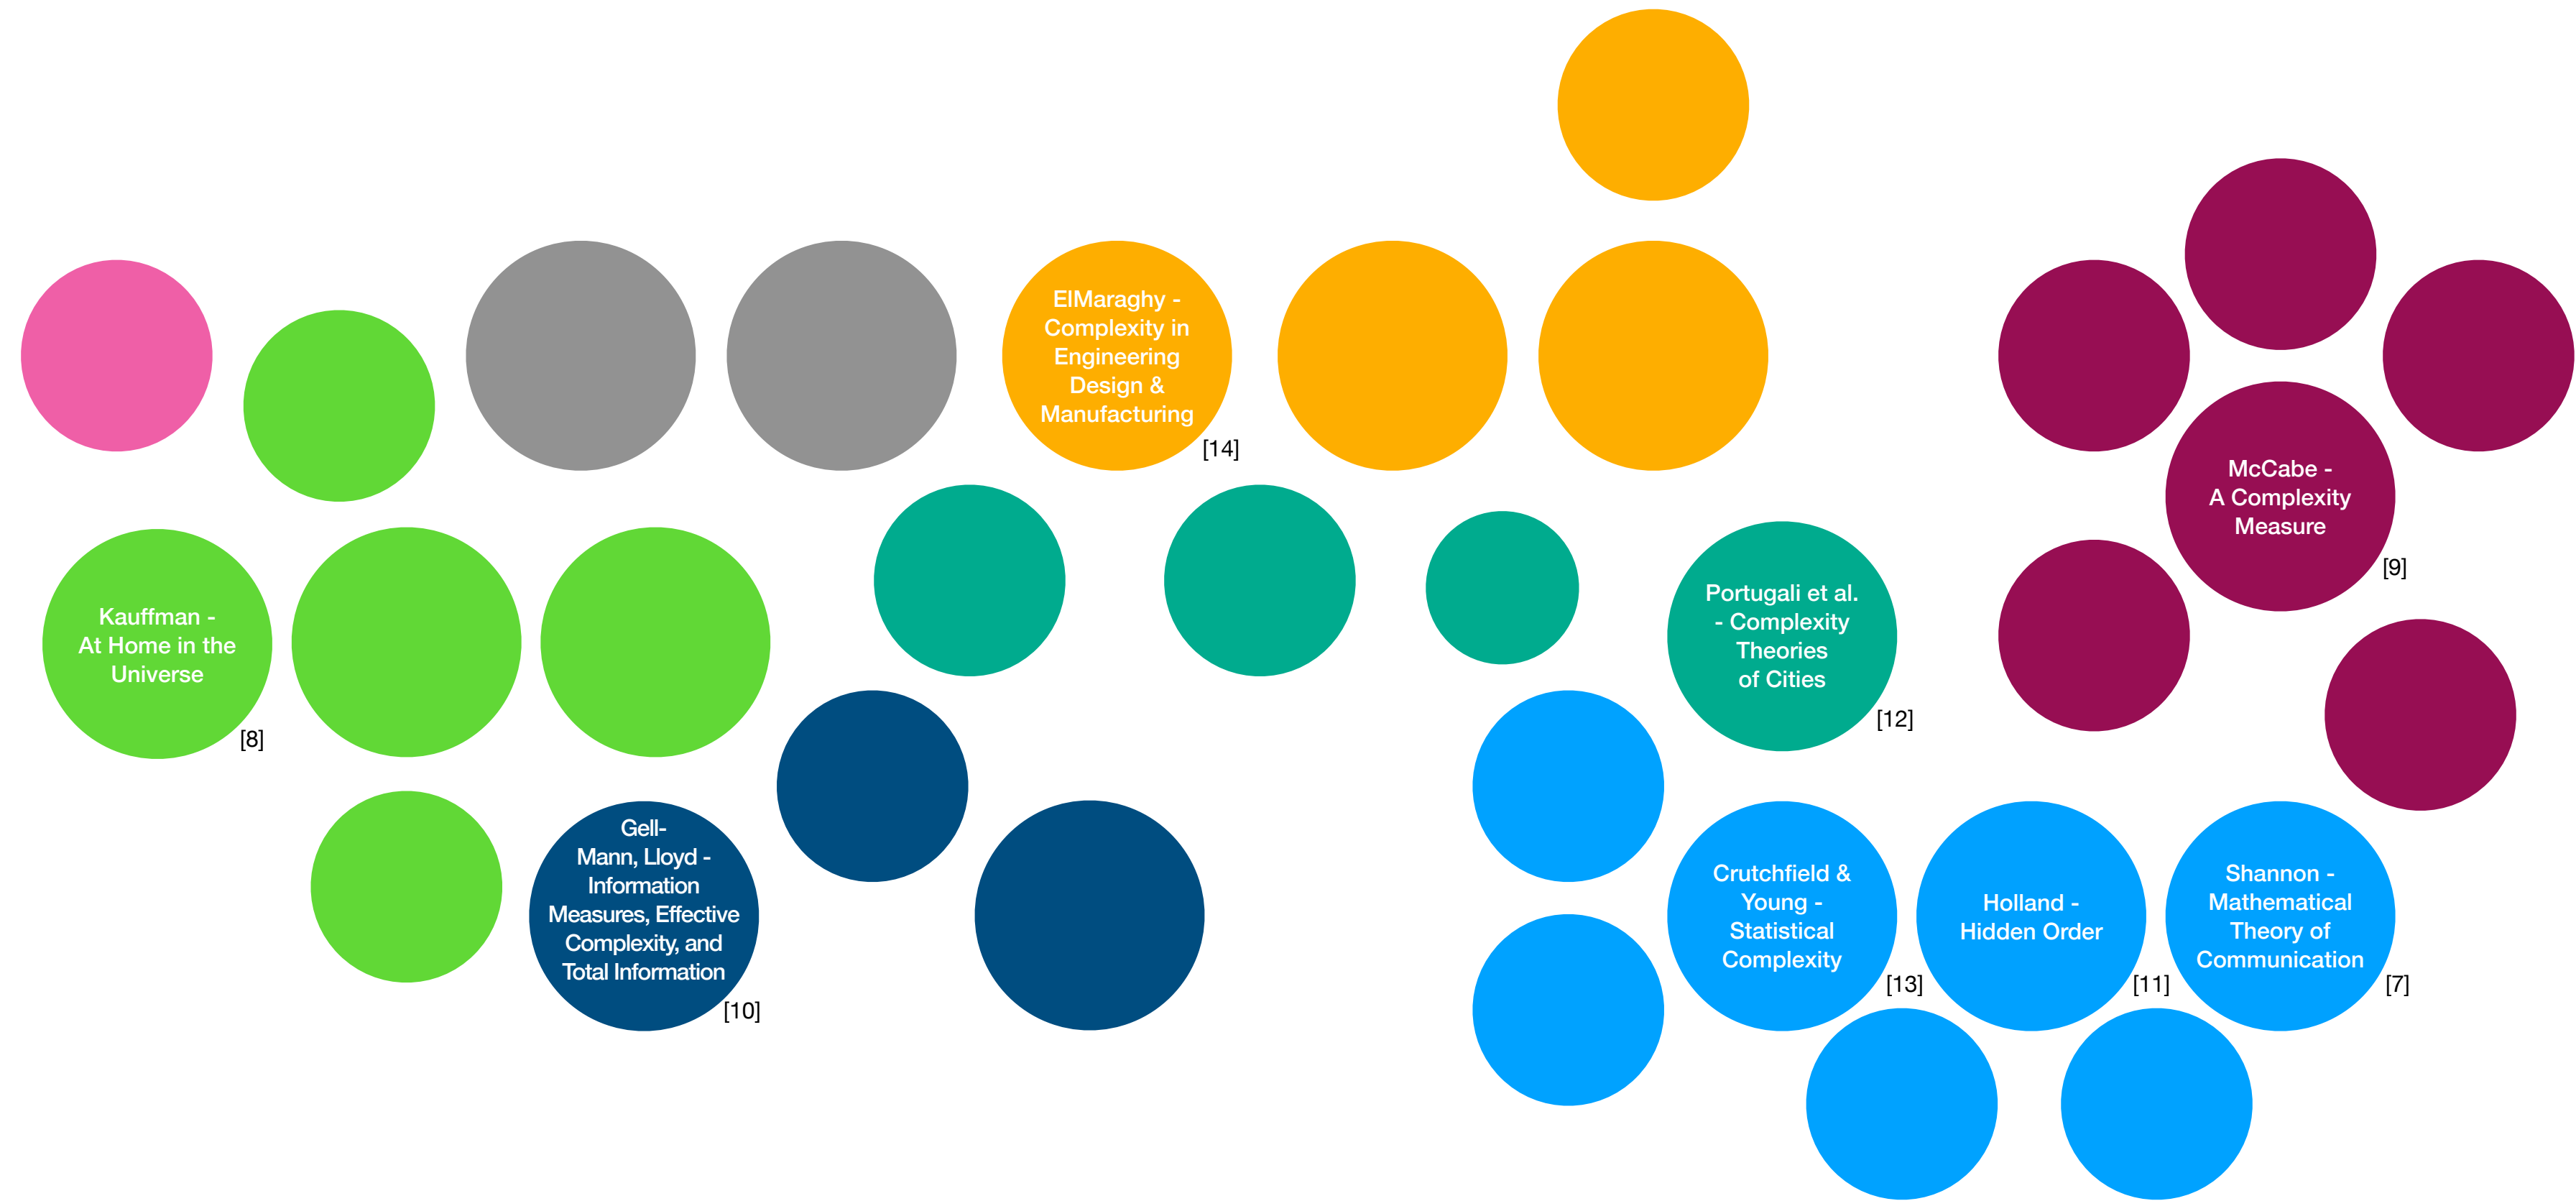 ElMaraghy -
Complexity in
Engineering
Design &
Manufacturing
[14]
McCabe -
A Complexity
Measure
[9]
Kauffman -
At Home in the
Universe
[8]
Portugali et al.
- Complexity
Theories
of Cities
[12]
Gell-
Mann, Lloyd -
Information
Measures, Effective
Complexity, and
Total Information
[10]
Crutchfield &
Young -
Statistical
Complexity
[13]
Holland -
Hidden Order
[11]
Shannon -
Mathematical
Theory of
Communication
[7]